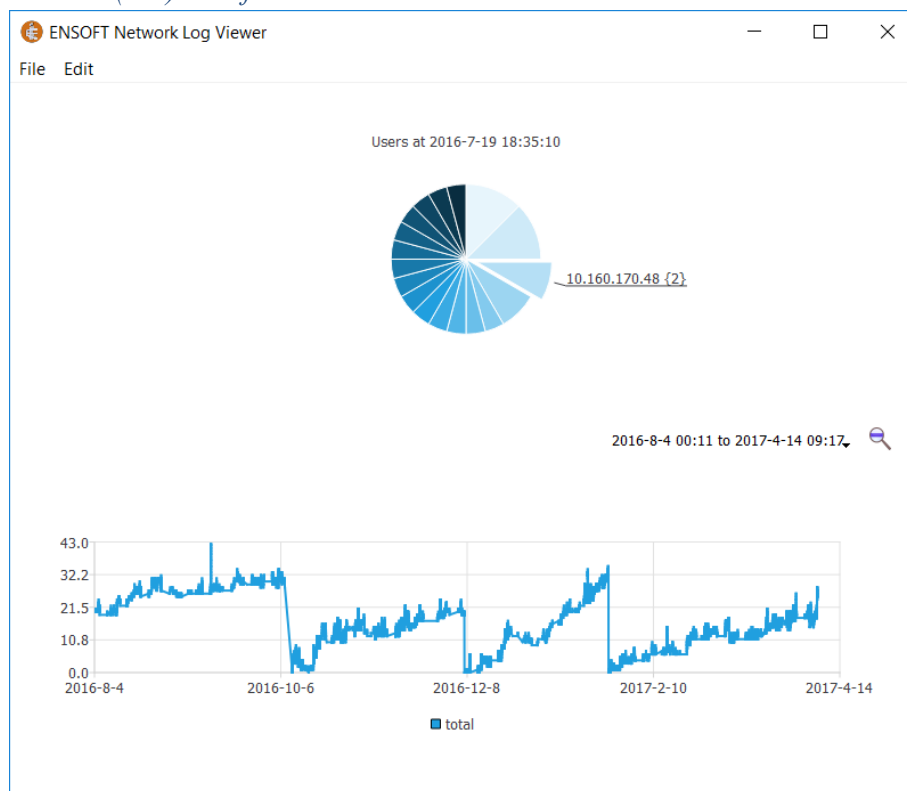 ENSOFT Network Log Viewer
File Edit
Users at 2016-7-19 18:35:10
10.160.170.48 {2}
2016-8-4 00:11 to 2017-4-14 09:17
43.0
32.2
21.5
10.8
0.0
2016-8-4 2016-10-6 2016-12-8 2017-2-10 2017-4-14
total